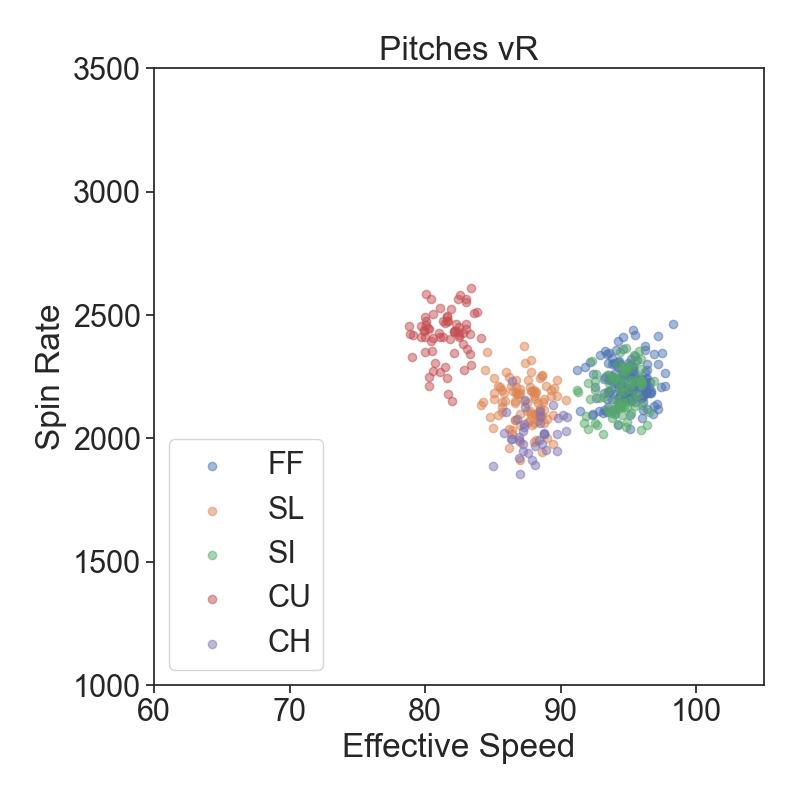 Pitches vR
3500
3000
2500
2000
1500
1000
Spin Rate
FF
SL
SI
CU
CH
60 70 80 90 100
Effective Speed